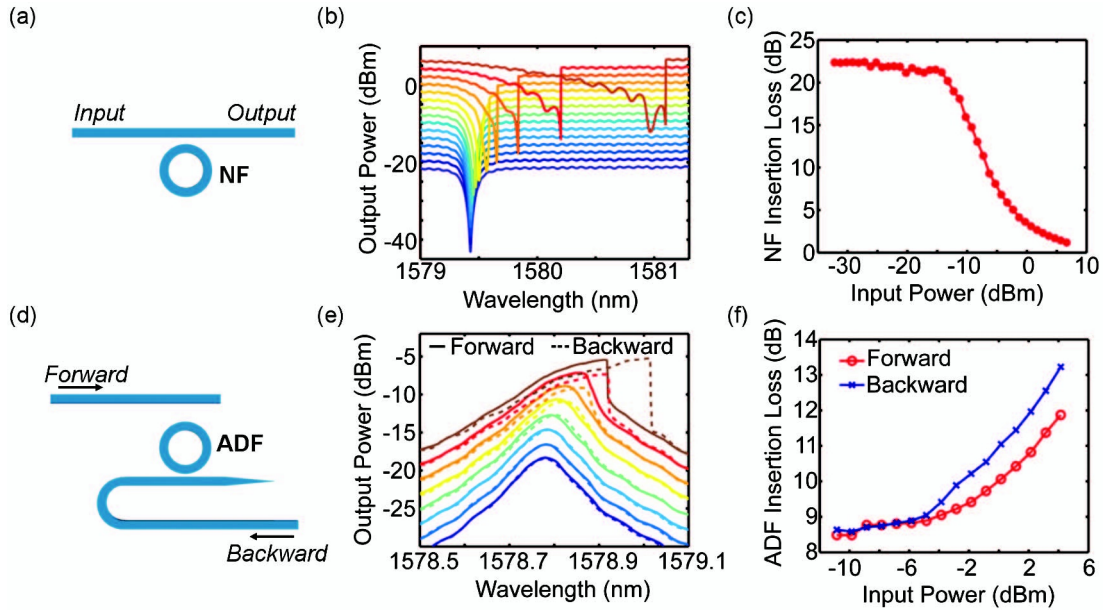 (a)
Input Output
NF
(b)
Output Power (dBm)
0
-20
-40
-45
1579 1580 1581
Wavelength (nm)
(c)
NF Insertion Loss (dB)
25
20
15
10
5
0
-30 -20 -10 0 10
Input Power (dBm)
(d)
Forward
ADF
Backward
(e)
Output Power (dBm)
-5
-10
-15
-20
-25
Forward Backward
1578.5 1578.7 1578.9 1579.1
Wavelength (nm)
(f)
ADF Insertion Loss (dB)
14
13
12
11
10
9
8
Forward
Backward
-10 -6 -2 2 6
Input Power (dBm)